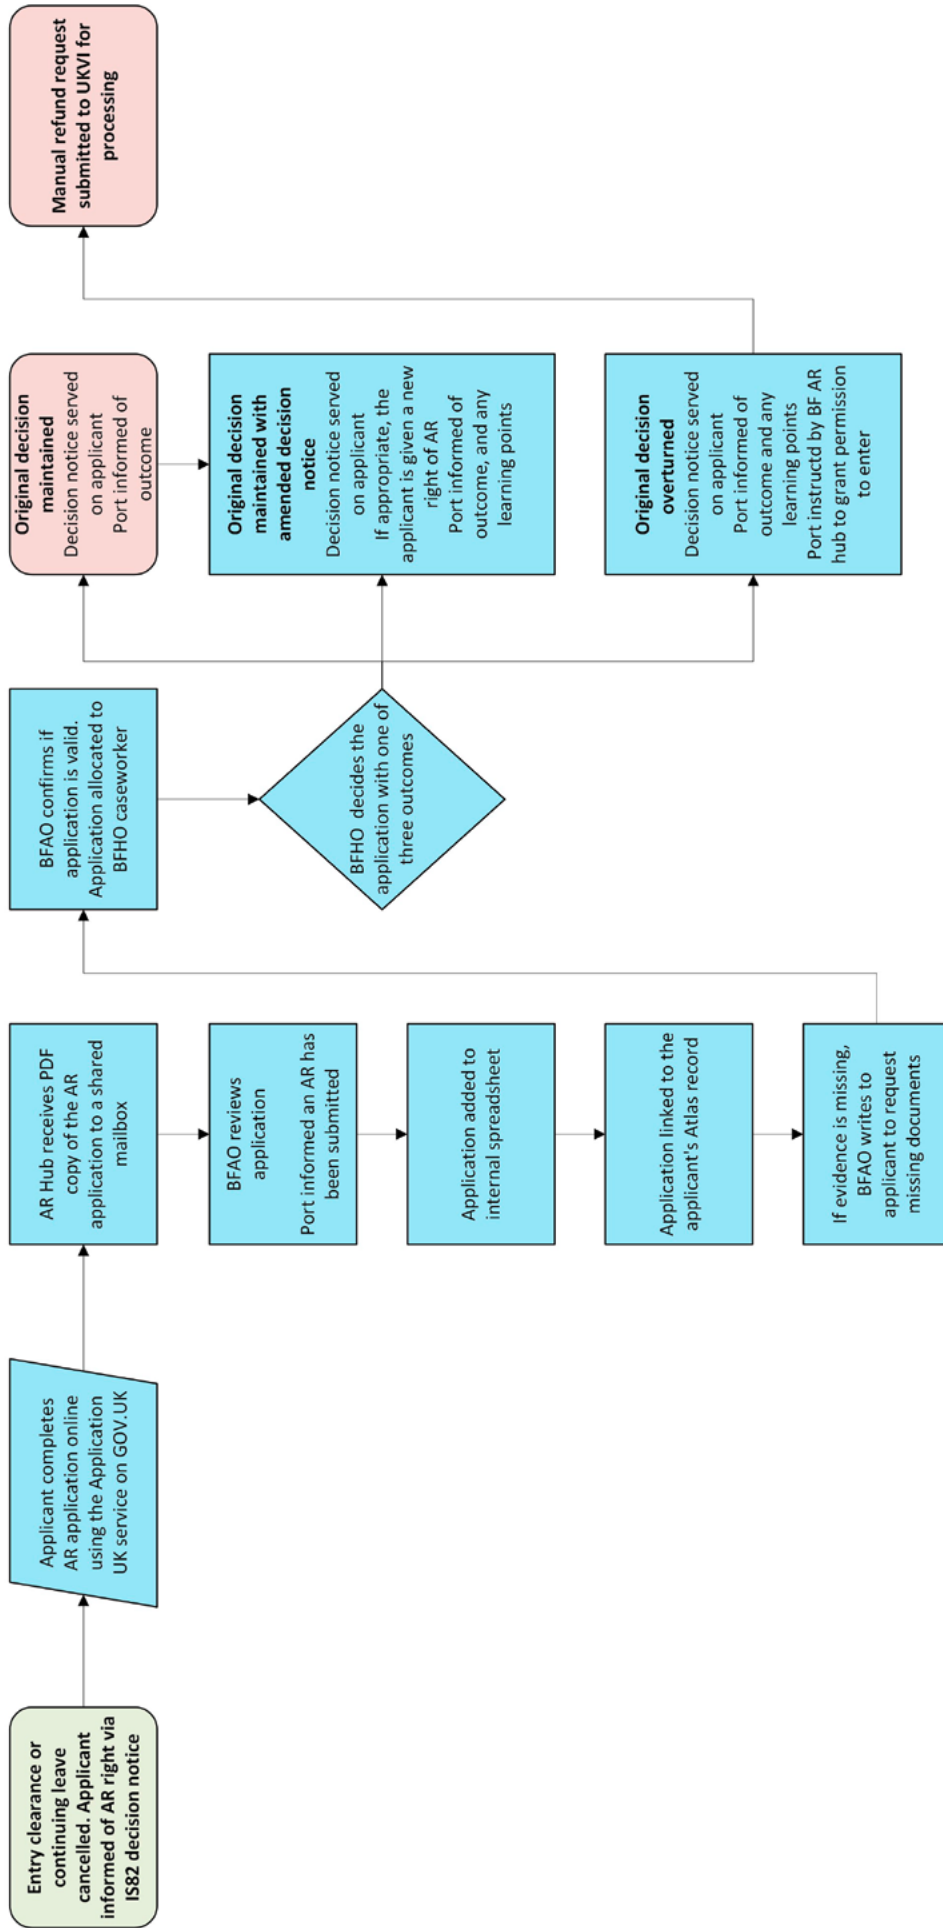 Entry clearance or
continuing leave
cancelled. Applicant
informed of AR right via
IS82 decision notice
Applicant completes
AR application online
using the Application
UK service on GOV.UK
AR Hub receives PDF
copy of the AR
application to a shared
mailbox
BFAO reviews
application
Port informed an AR has
been submitted
Application added to
internal spreadsheet
Application linked to the
applicant's Atlas record
If evidence is missing,
BFAO writes to
applicant to request
missing documents
BFAO confirms if
application is valid.
Application allocated to
BFHO caseworker
BFHO decides the
application with one of
three outcomes
Original decision
maintained
Decision notice served
on applicant
Port informed of
outcome
Original decision
maintained with
amended decision
notice
Decision notice served
on applicant
If appropriate, the
applicant is given a new
right of AR
Port informed of
outcome, and any
learning points
Original decision
overturned
Decision notice served
on applicant
Port informed of
outcome and any
learning points
Port instructd by BF AR
hub to grant permission
to enter
Manual refund request
submitted to UKVI for
processing